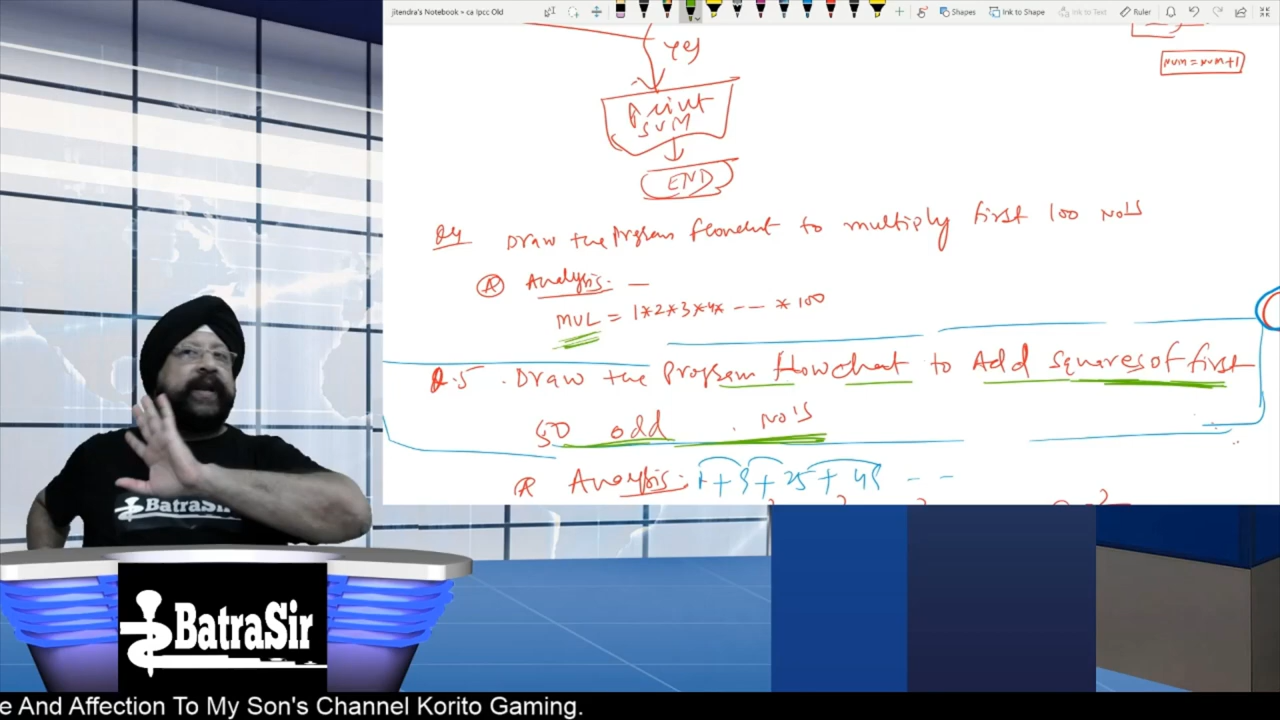 jitendra's Notebook > ca Ipcc Old
Shapes
Ink to Shape
Ink to Text
Ruler
Yes
NUM = NUM+1
Print
SUM
END
Q4 Draw the Program flowchart to multiply first 100 No's
(A) Analysis. —
MUL = 1*2*3*4* --- * 100
Q.5. Draw the Program flowchart to Add squares of first
50 odd No's
Analysis: 1+9+25+49 - -
BatraSir
BatraSir
e And Affection To My Son's Channel Korito Gaming.